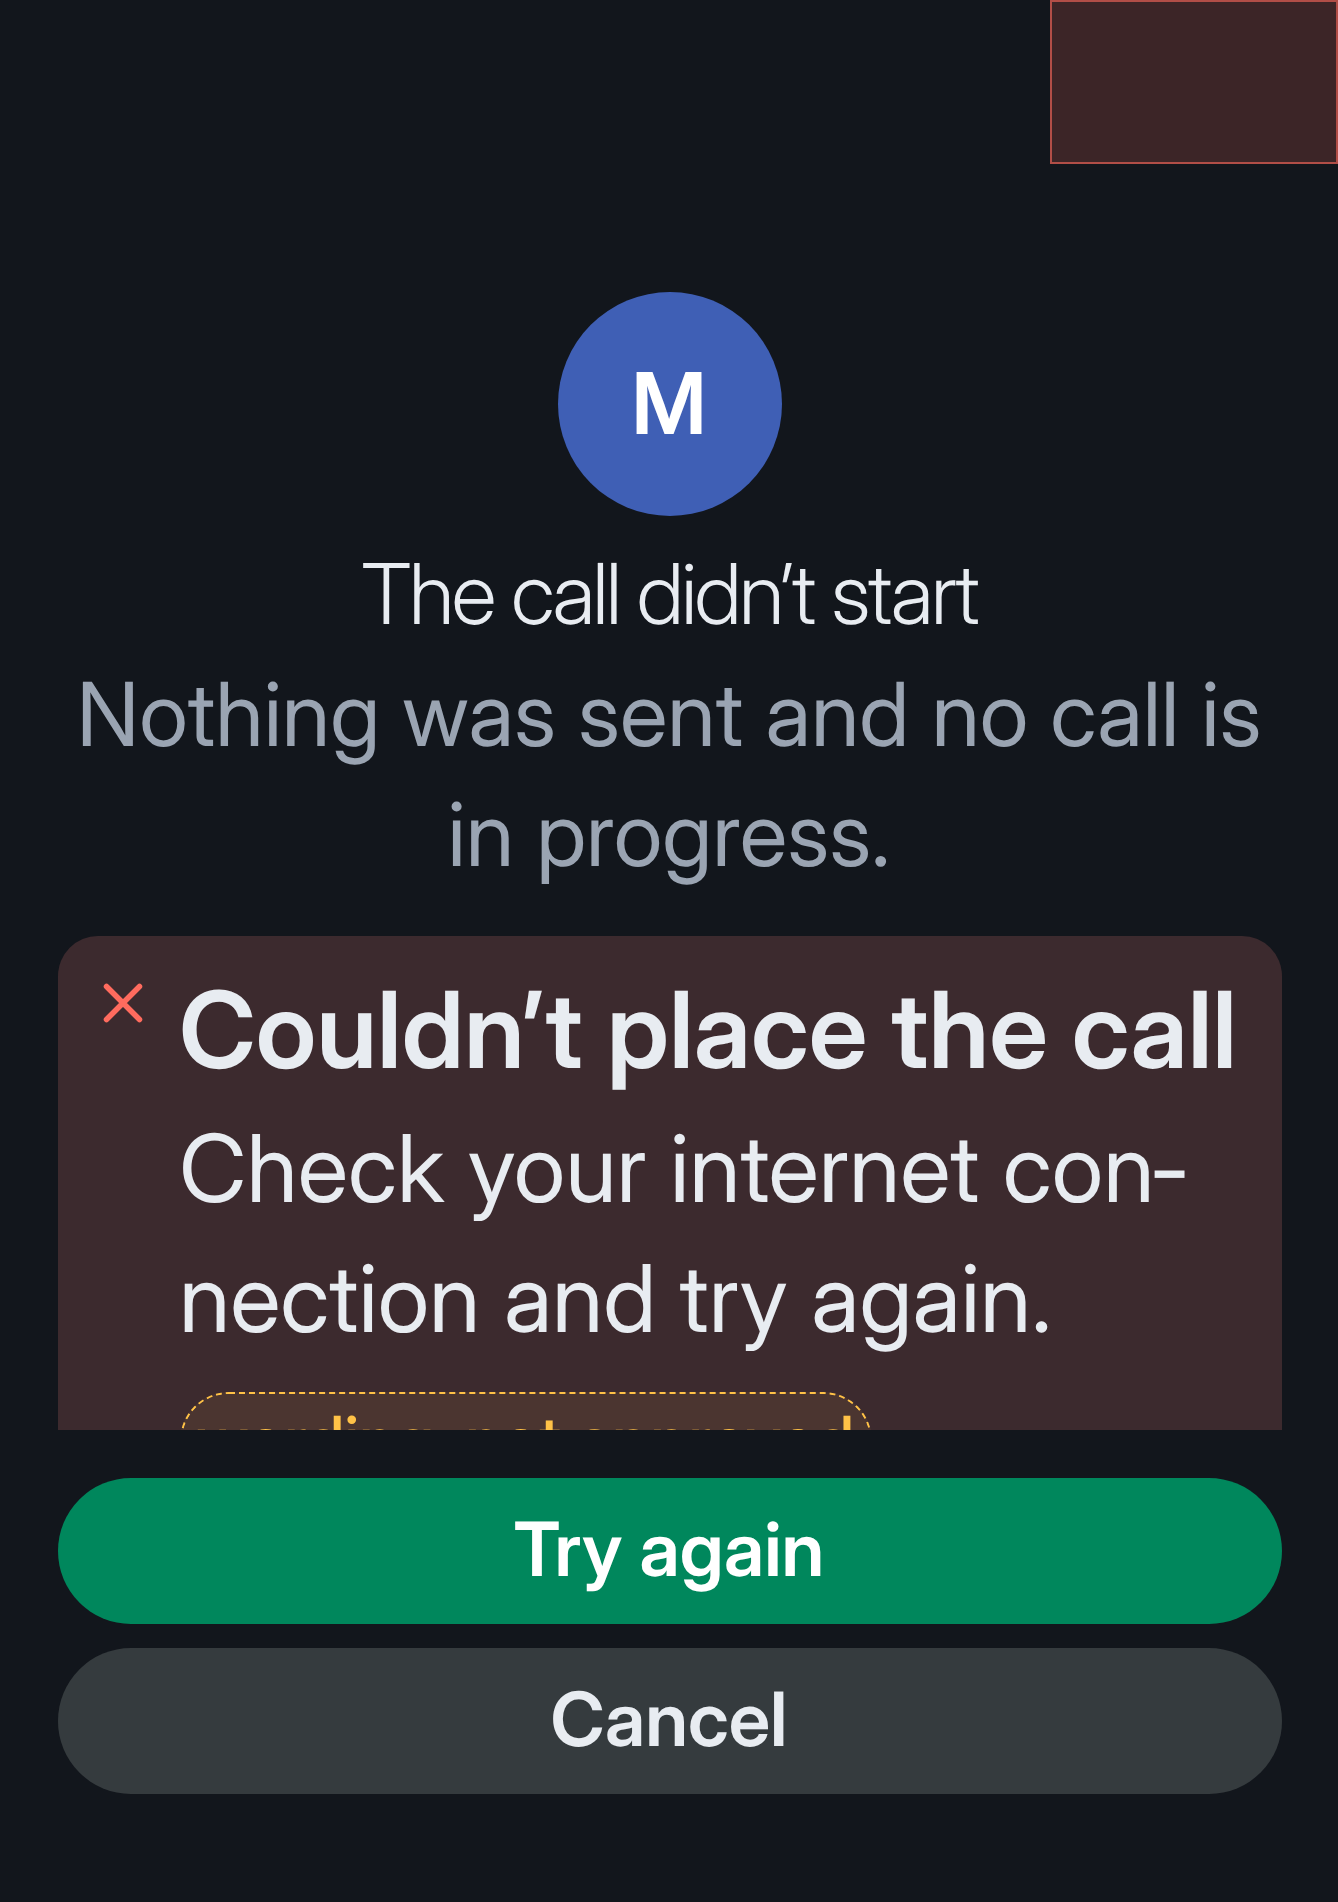 M
The call didn’t start
Nothing was sent and no call is
in progress.
Couldn’t place the call
Check your internet con-
nection and try again.
Try again
Cancel